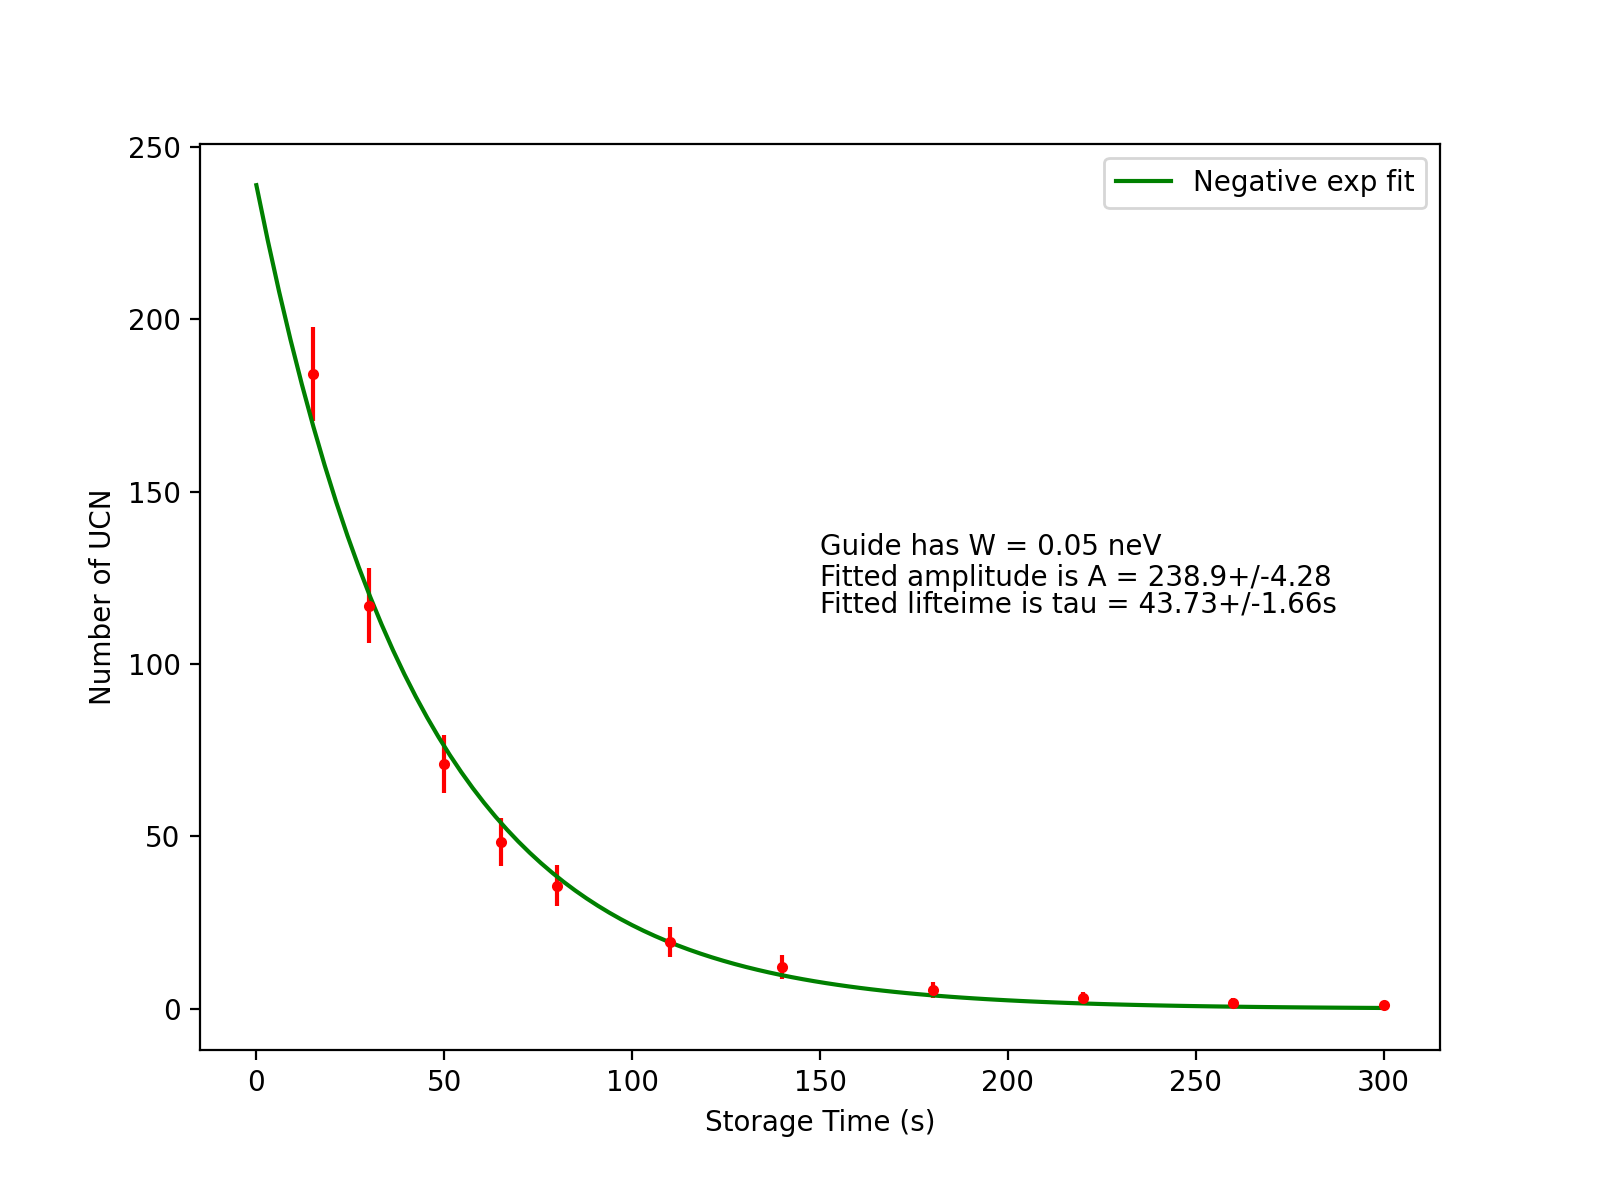 250
200
150
100
50
0
Number of UCN
Negative exp fit
Guide has W = 0.05 neV
Fitted amplitude is A = 238.9+/-4.28
Fitted lifteime is tau = 43.73+/-1.66s
0 50 100 150 200 250 300
Storage Time (s)